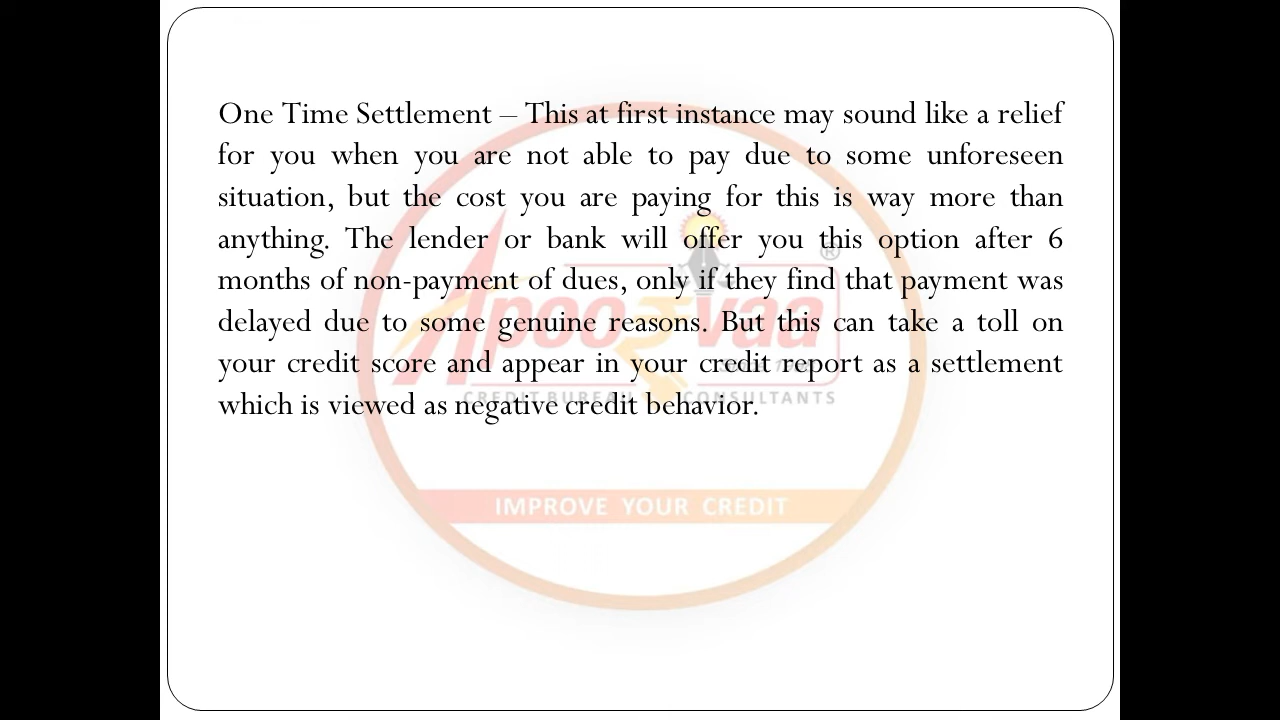 One Time Settlement – This at first instance may sound like a relief
for you when you are not able to pay due to some unforeseen
situation, but the cost you are paying for this is way more than
anything. The lender or bank will offer you this option after 6
months of non-payment of dues, only if they find that payment was
delayed due to some genuine reasons. But this can take a toll on
your credit score and appear in your credit report as a settlement
which is viewed as negative credit behavior.
®
Apoorvaa
CREDIT BUREAU CONSULTANTS
IMPROVE YOUR CREDIT